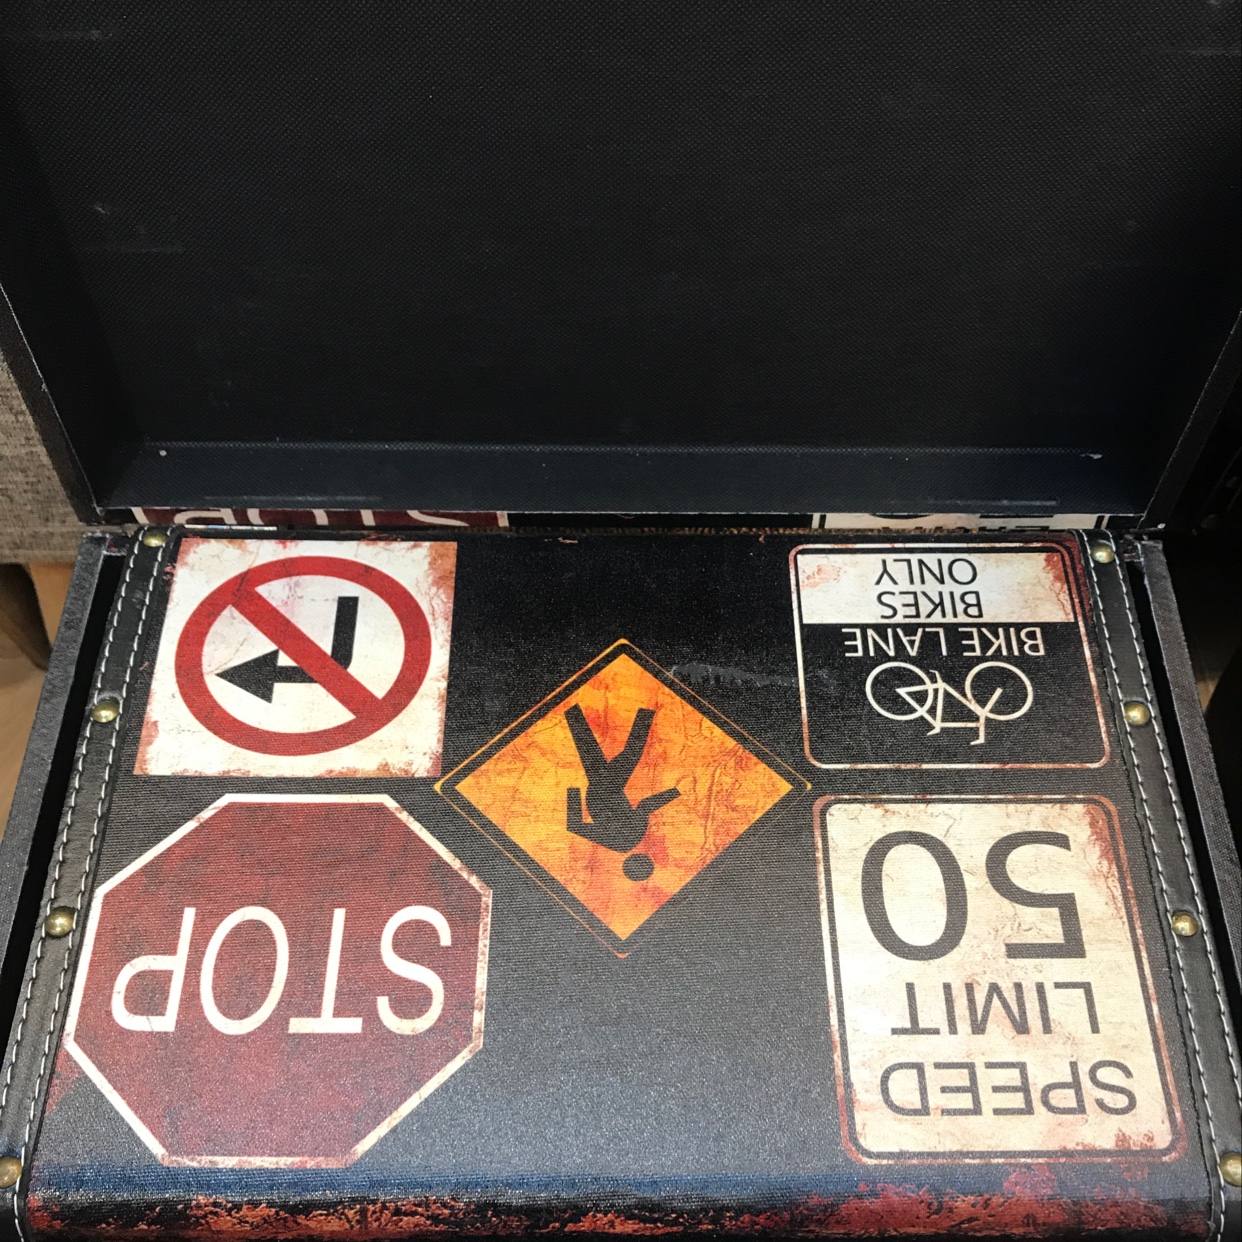 STOP
SPEED
LIMIT
50
BIKE LANE
BIKES
ONLY